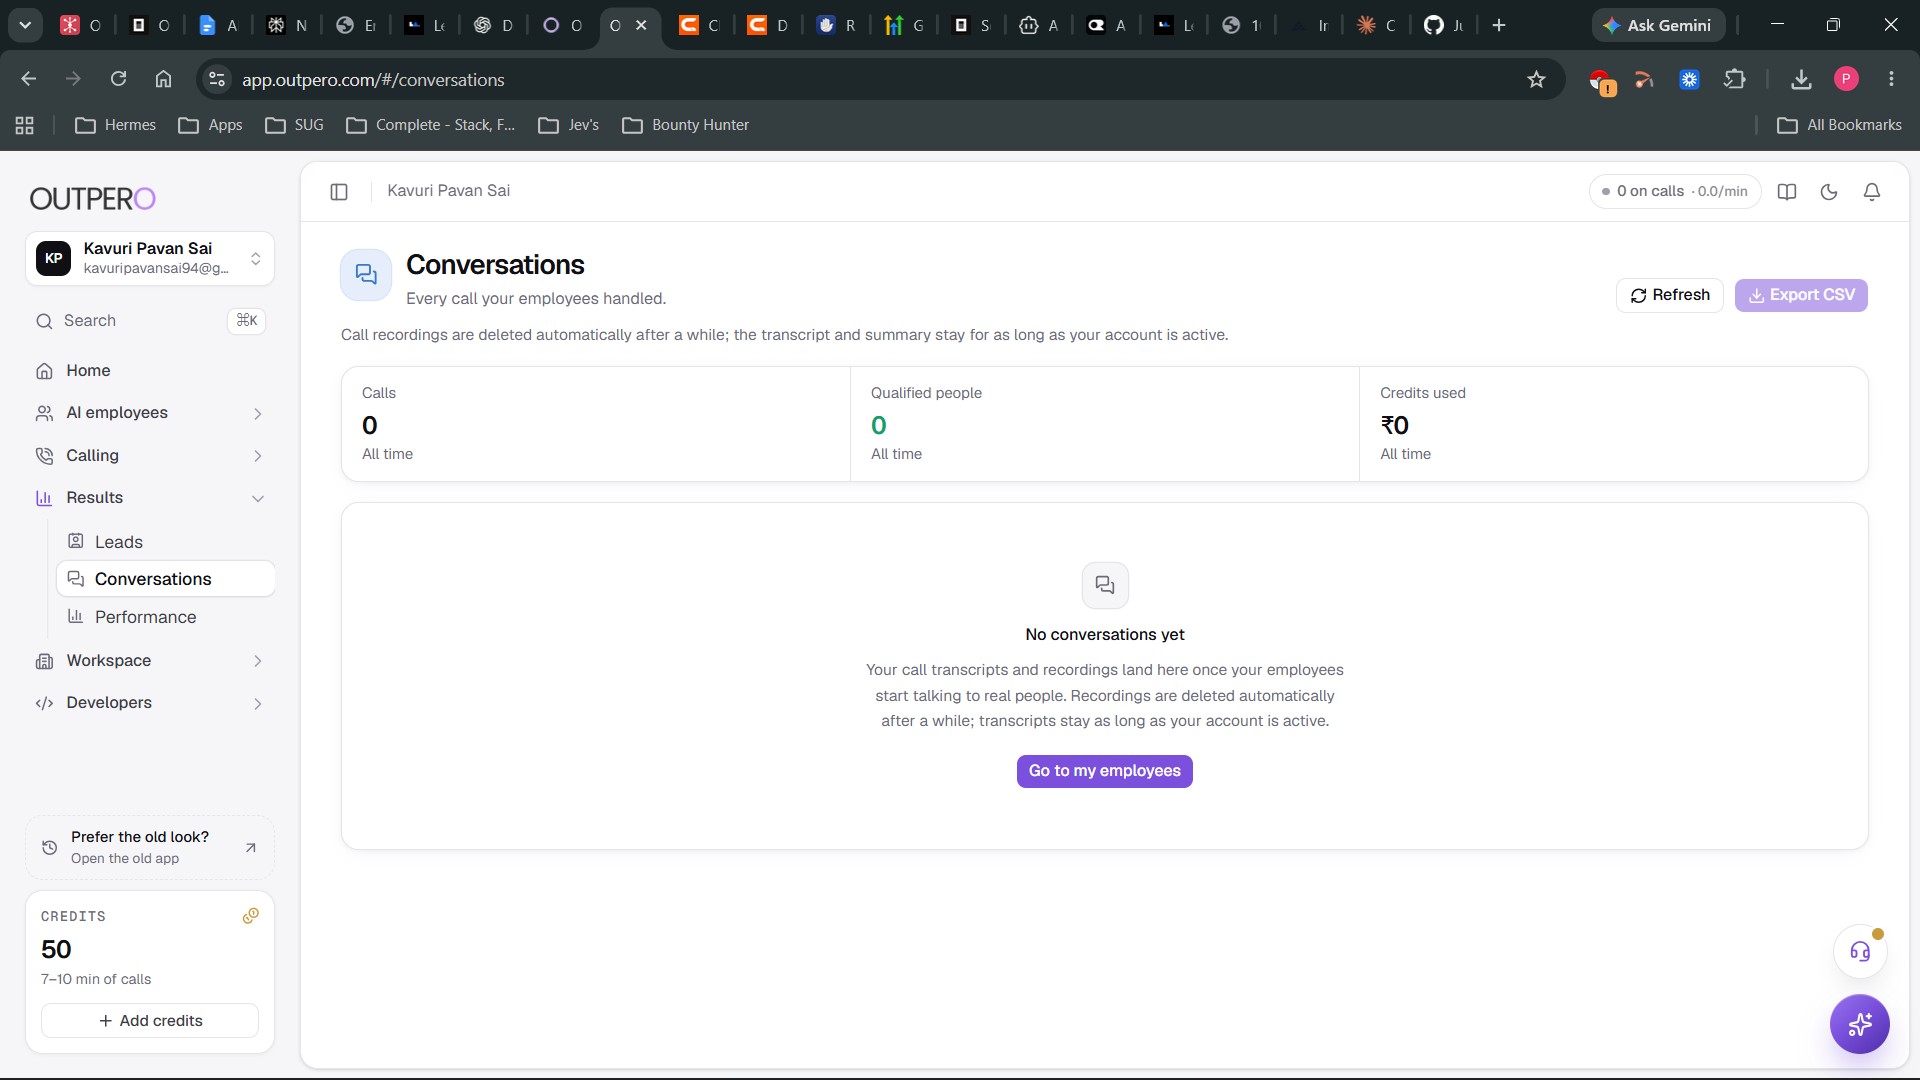 O
O
A
N
Er
Le
D
O
O
C
D
R
G
S
A
A
Le
1
Ir
C
Ju
Ask Gemini
app.outpero.com/#/conversations
P
Hermes
Apps
SUG
Complete - Stack, F...
Jev's
Bounty Hunter
All Bookmarks
OUTPERO
KP
Kavuri Pavan Sai
kavuripavansai94@g...
Search
⌘K
Home
AI employees
Calling
Results
Leads
Conversations
Performance
Workspace
Developers
Prefer the old look?
Open the old app
CREDITS
50
7–10 min of calls
+ Add credits
Kavuri Pavan Sai
0 on calls · 0.0/min
Conversations
Every call your employees handled.
Refresh
Export CSV
Call recordings are deleted automatically after a while; the transcript and summary stay for as long as your account is active.
Calls
0
All time
Qualified people
0
All time
Credits used
₹0
All time
No conversations yet
Your call transcripts and recordings land here once your employees
start talking to real people. Recordings are deleted automatically
after a while; transcripts stay as long as your account is active.
Go to my employees